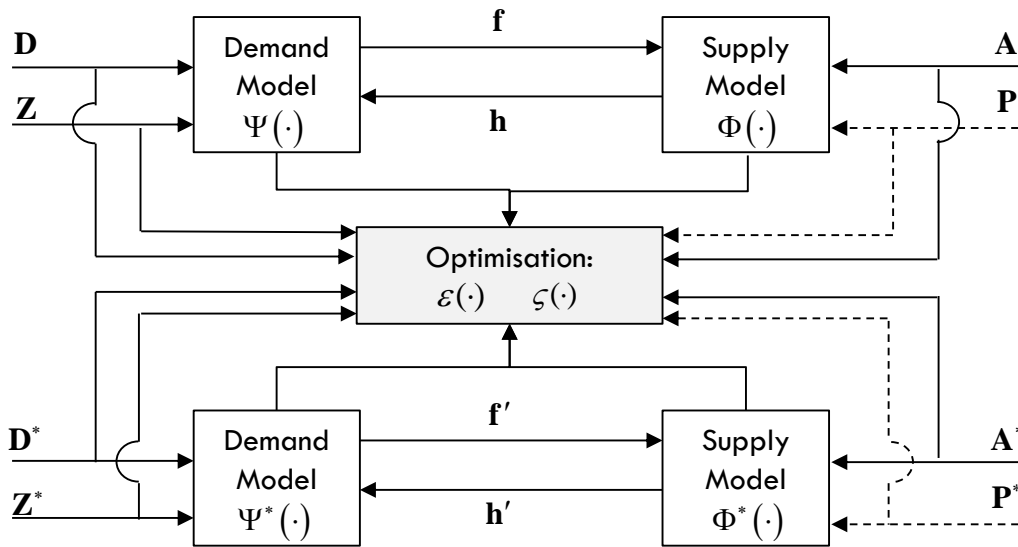 D
Z
Demand
Model
Ψ(·)
f
h
Supply
Model
Φ(·)
A
P
Optimisation:
ε(·) ς(·)
D*
Z*
Demand
Model
Ψ*(·)
f′
h′
Supply
Model
Φ*(·)
A*
P*